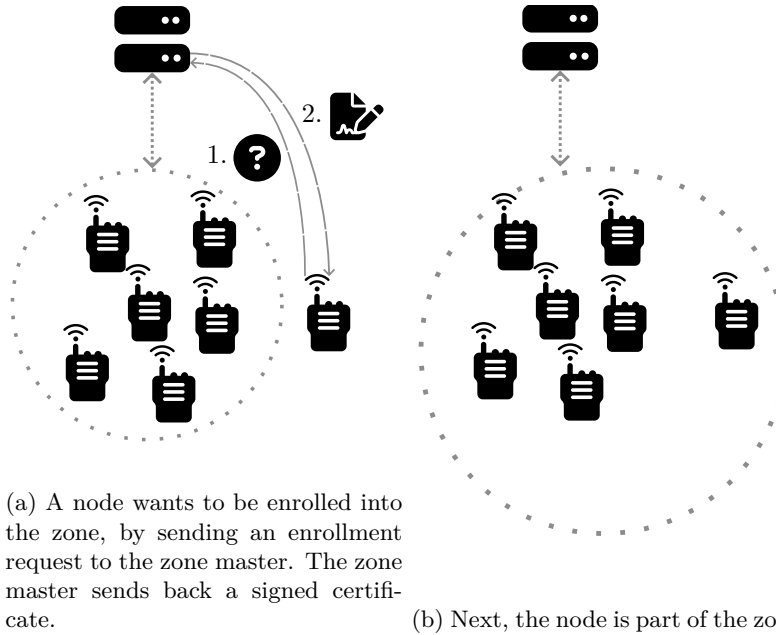 2.
1. ?
(a) A node wants to be enrolled into
the zone, by sending an enrollment
request to the zone master. The zone
master sends back a signed certifi-
cate.
(b) Next, the node is part of the zo